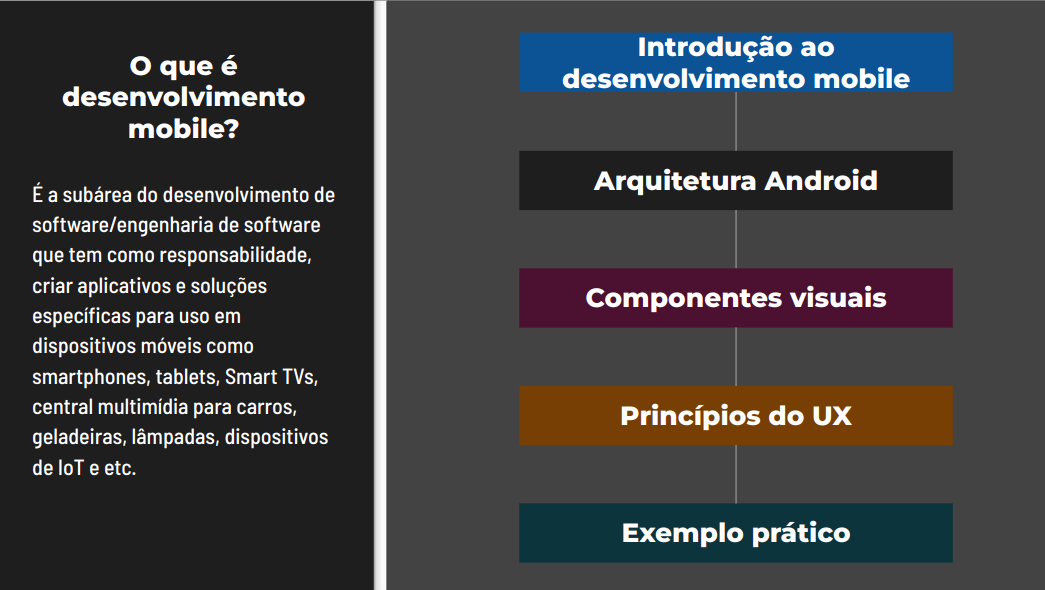 O que é
desenvolvimento
mobile?
É a subárea do desenvolvimento de
software/engenharia de software
que tem como responsabilidade,
criar aplicativos e soluções
específicas para uso em
dispositivos móveis como
smartphones, tablets, Smart TVs,
central multimídia para carros,
geladeiras, lâmpadas, dispositivos
de IoT e etc.
Introdução ao
desenvolvimento mobile
Arquitetura Android
Componentes visuais
Princípios do UX
Exemplo prático